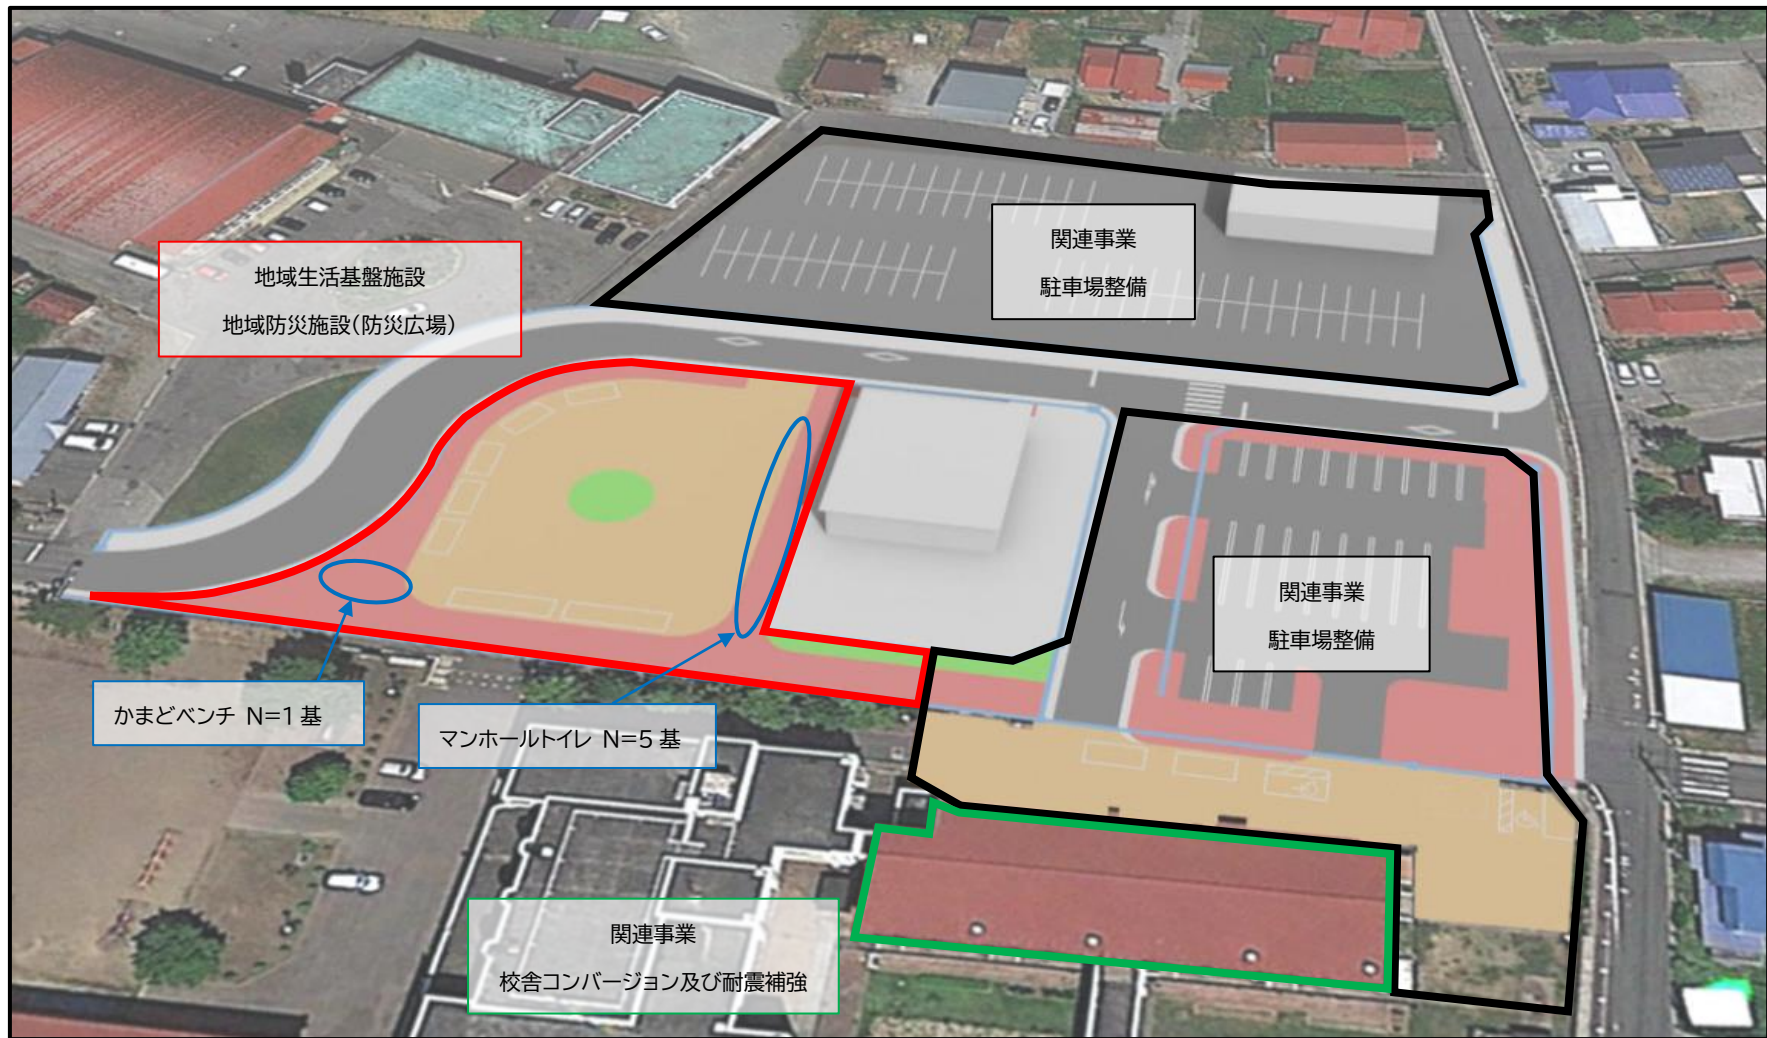 関連事業
駐車場整備
地域生活基盤施設
地域防災施設(防災広場)
関連事業
駐車場整備
かまどベンチ N=1 基
マンホールトイレ N=5 基
関連事業
校舎コンバージョン及び耐震補強